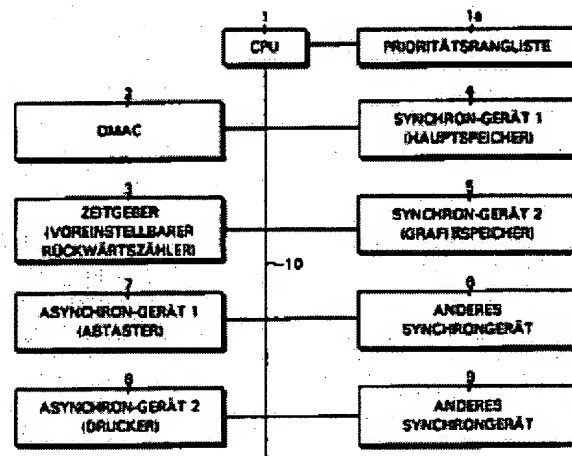 1
CPU
1a
PRIORITÄTSRANGLISTE
2
DMAC
4
SYNCHRON-GERÄT 1
(HAUPTSPEICHER)
3
ZEITGEBER
(VOREINSTELLBARER
RÜCKWÄRTSZÄHLER)
5
SYNCHRON-GERÄT 2
(GRAFIKSPEICHER)
10
7
ASYNCHRON-GERÄT 1
(ABTASTER)
6
ANDERES
SYNCHRONGERÄT
8
ASYNCHRON-GERÄT 2
(DRUCKER)
9
ANDERES
SYNCHRONGERÄT